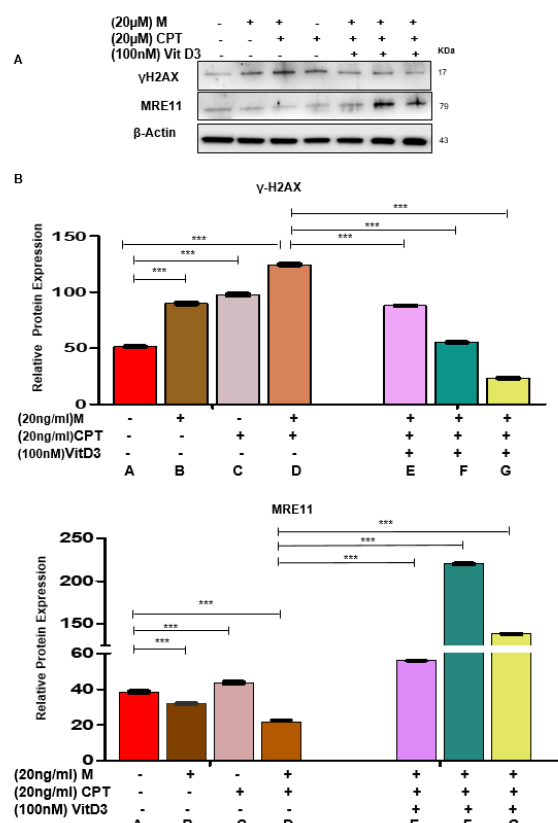 (20µM) M - + + - + + +
(20µM) CPT - - + + + + +
(100nM) Vit D3 - - - - + + +
A
KDa
γH2AX 17
MRE11 79
β-Actin 43
B
γ-H2AX
Relative Protein Expression
150
100
50
0
***
***
***
***
***
***
(20ng/ml)M - + - + + + +
(20ng/ml)CPT - - + + + + +
(100nM)VitD3 - - - - + + +
A B C D E F G
MRE11
Relative Protein Expression
250
200
150
60
40
20
0
***
***
***
***
***
***
(20ng/ml) M - + - + + + +
(20ng/ml) CPT - - + + + + +
(100nM) VitD3 - - - - + + +
A B C D E F G